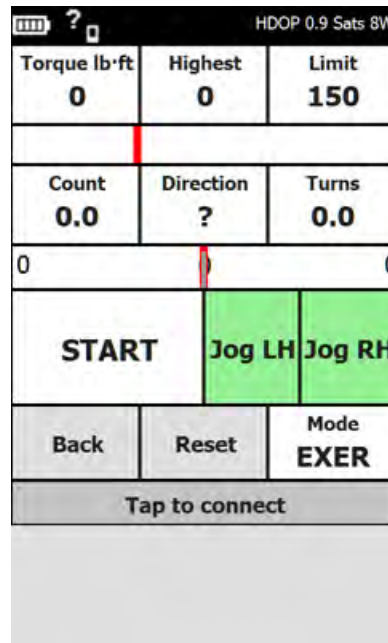 ? HDOP 0.9 Sats 8W
Torque lb·ft Highest Limit
0 0 150
Count Direction Turns
0.0 ? 0.0
0 0
START Jog LH Jog RH
Back Reset Mode
EXER
Tap to connect